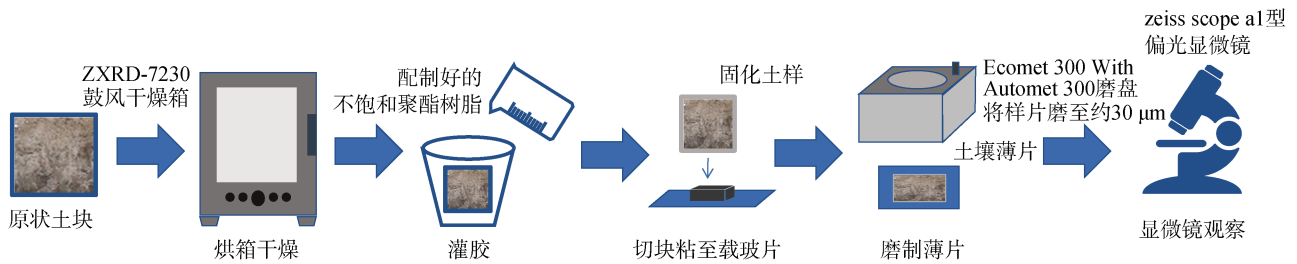 原状土块
ZXRD-7230
鼓风干燥箱
烘箱干燥
配制好的
不饱和聚酯树脂
灌胶
固化土样
切块粘至载玻片
Ecomet 300 With
Automet 300磨盘
将样片磨至约30 μm
土壤薄片
磨制薄片
zeiss scope a1型
偏光显微镜
显微镜观察